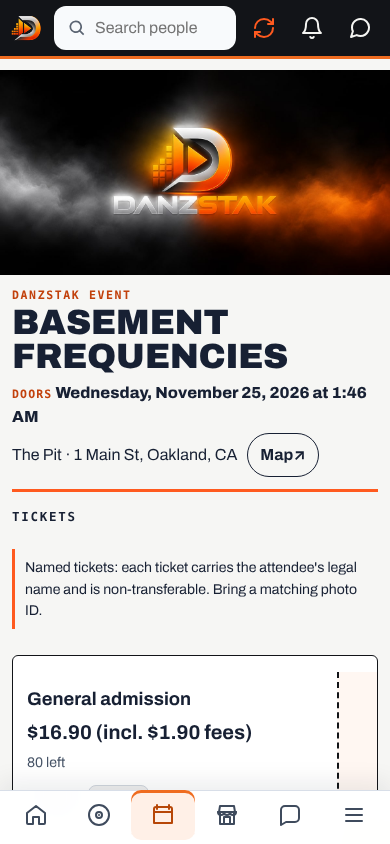 Search people
DANZSTAK
DANZSTAK EVENT
BASEMENT
FREQUENCIES
DOORS Wednesday, November 25, 2026 at 1:46
AM
The Pit · 1 Main St, Oakland, CA Map↗
TICKETS
Named tickets: each ticket carries the attendee's legal
name and is non-transferable. Bring a matching photo
ID.
General admission
$16.90 (incl. $1.90 fees)
80 left